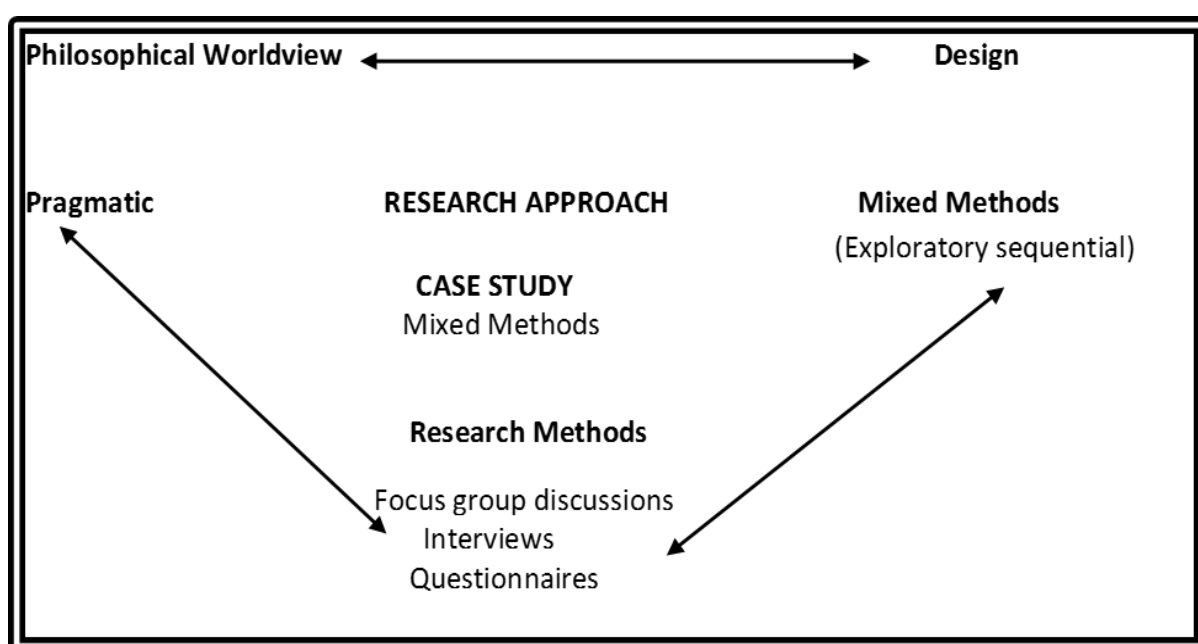 Philosophical Worldview Design
Pragmatic RESEARCH APPROACH Mixed Methods
(Exploratory sequential)
CASE STUDY
Mixed Methods
Research Methods
Focus group discussions
Interviews
Questionnaires